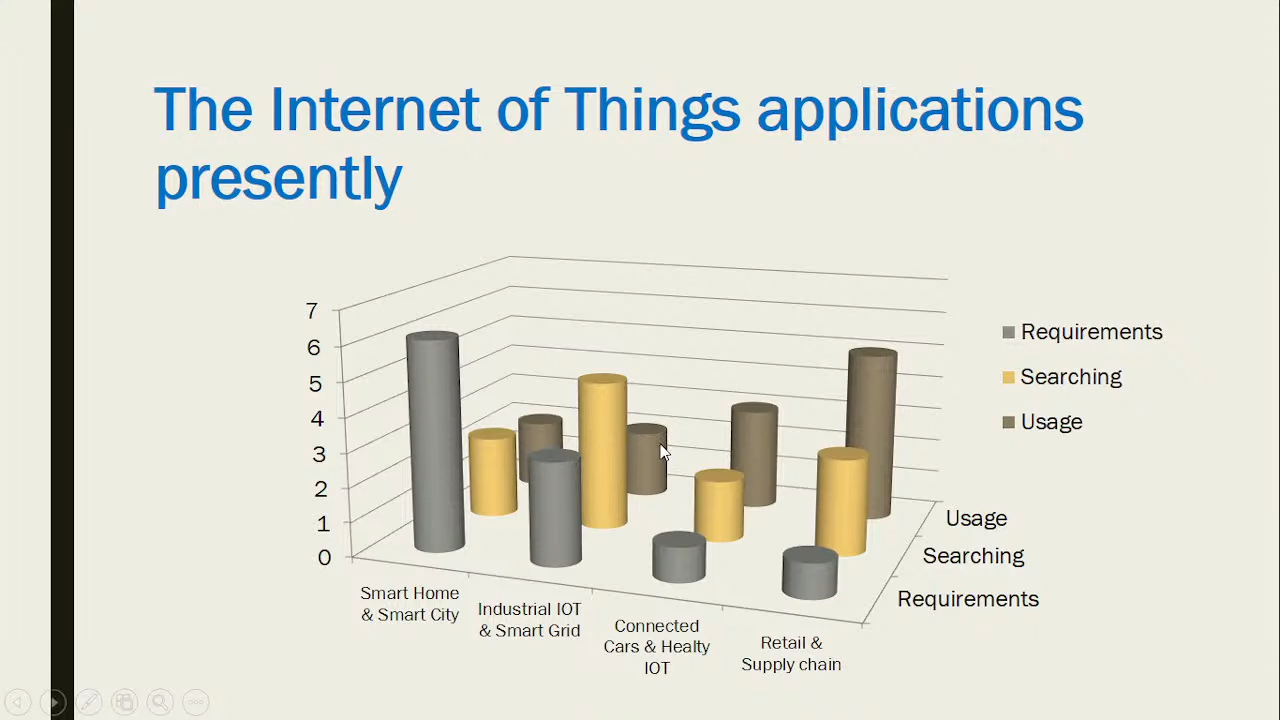 The Internet of Things applications
presently
7
6
5
4
3
2
1
0
Smart Home
& Smart City
Industrial IOT
& Smart Grid
Connected
Cars & Healty
IOT
Retail &
Supply chain
Usage
Searching
Requirements
Requirements
Searching
Usage